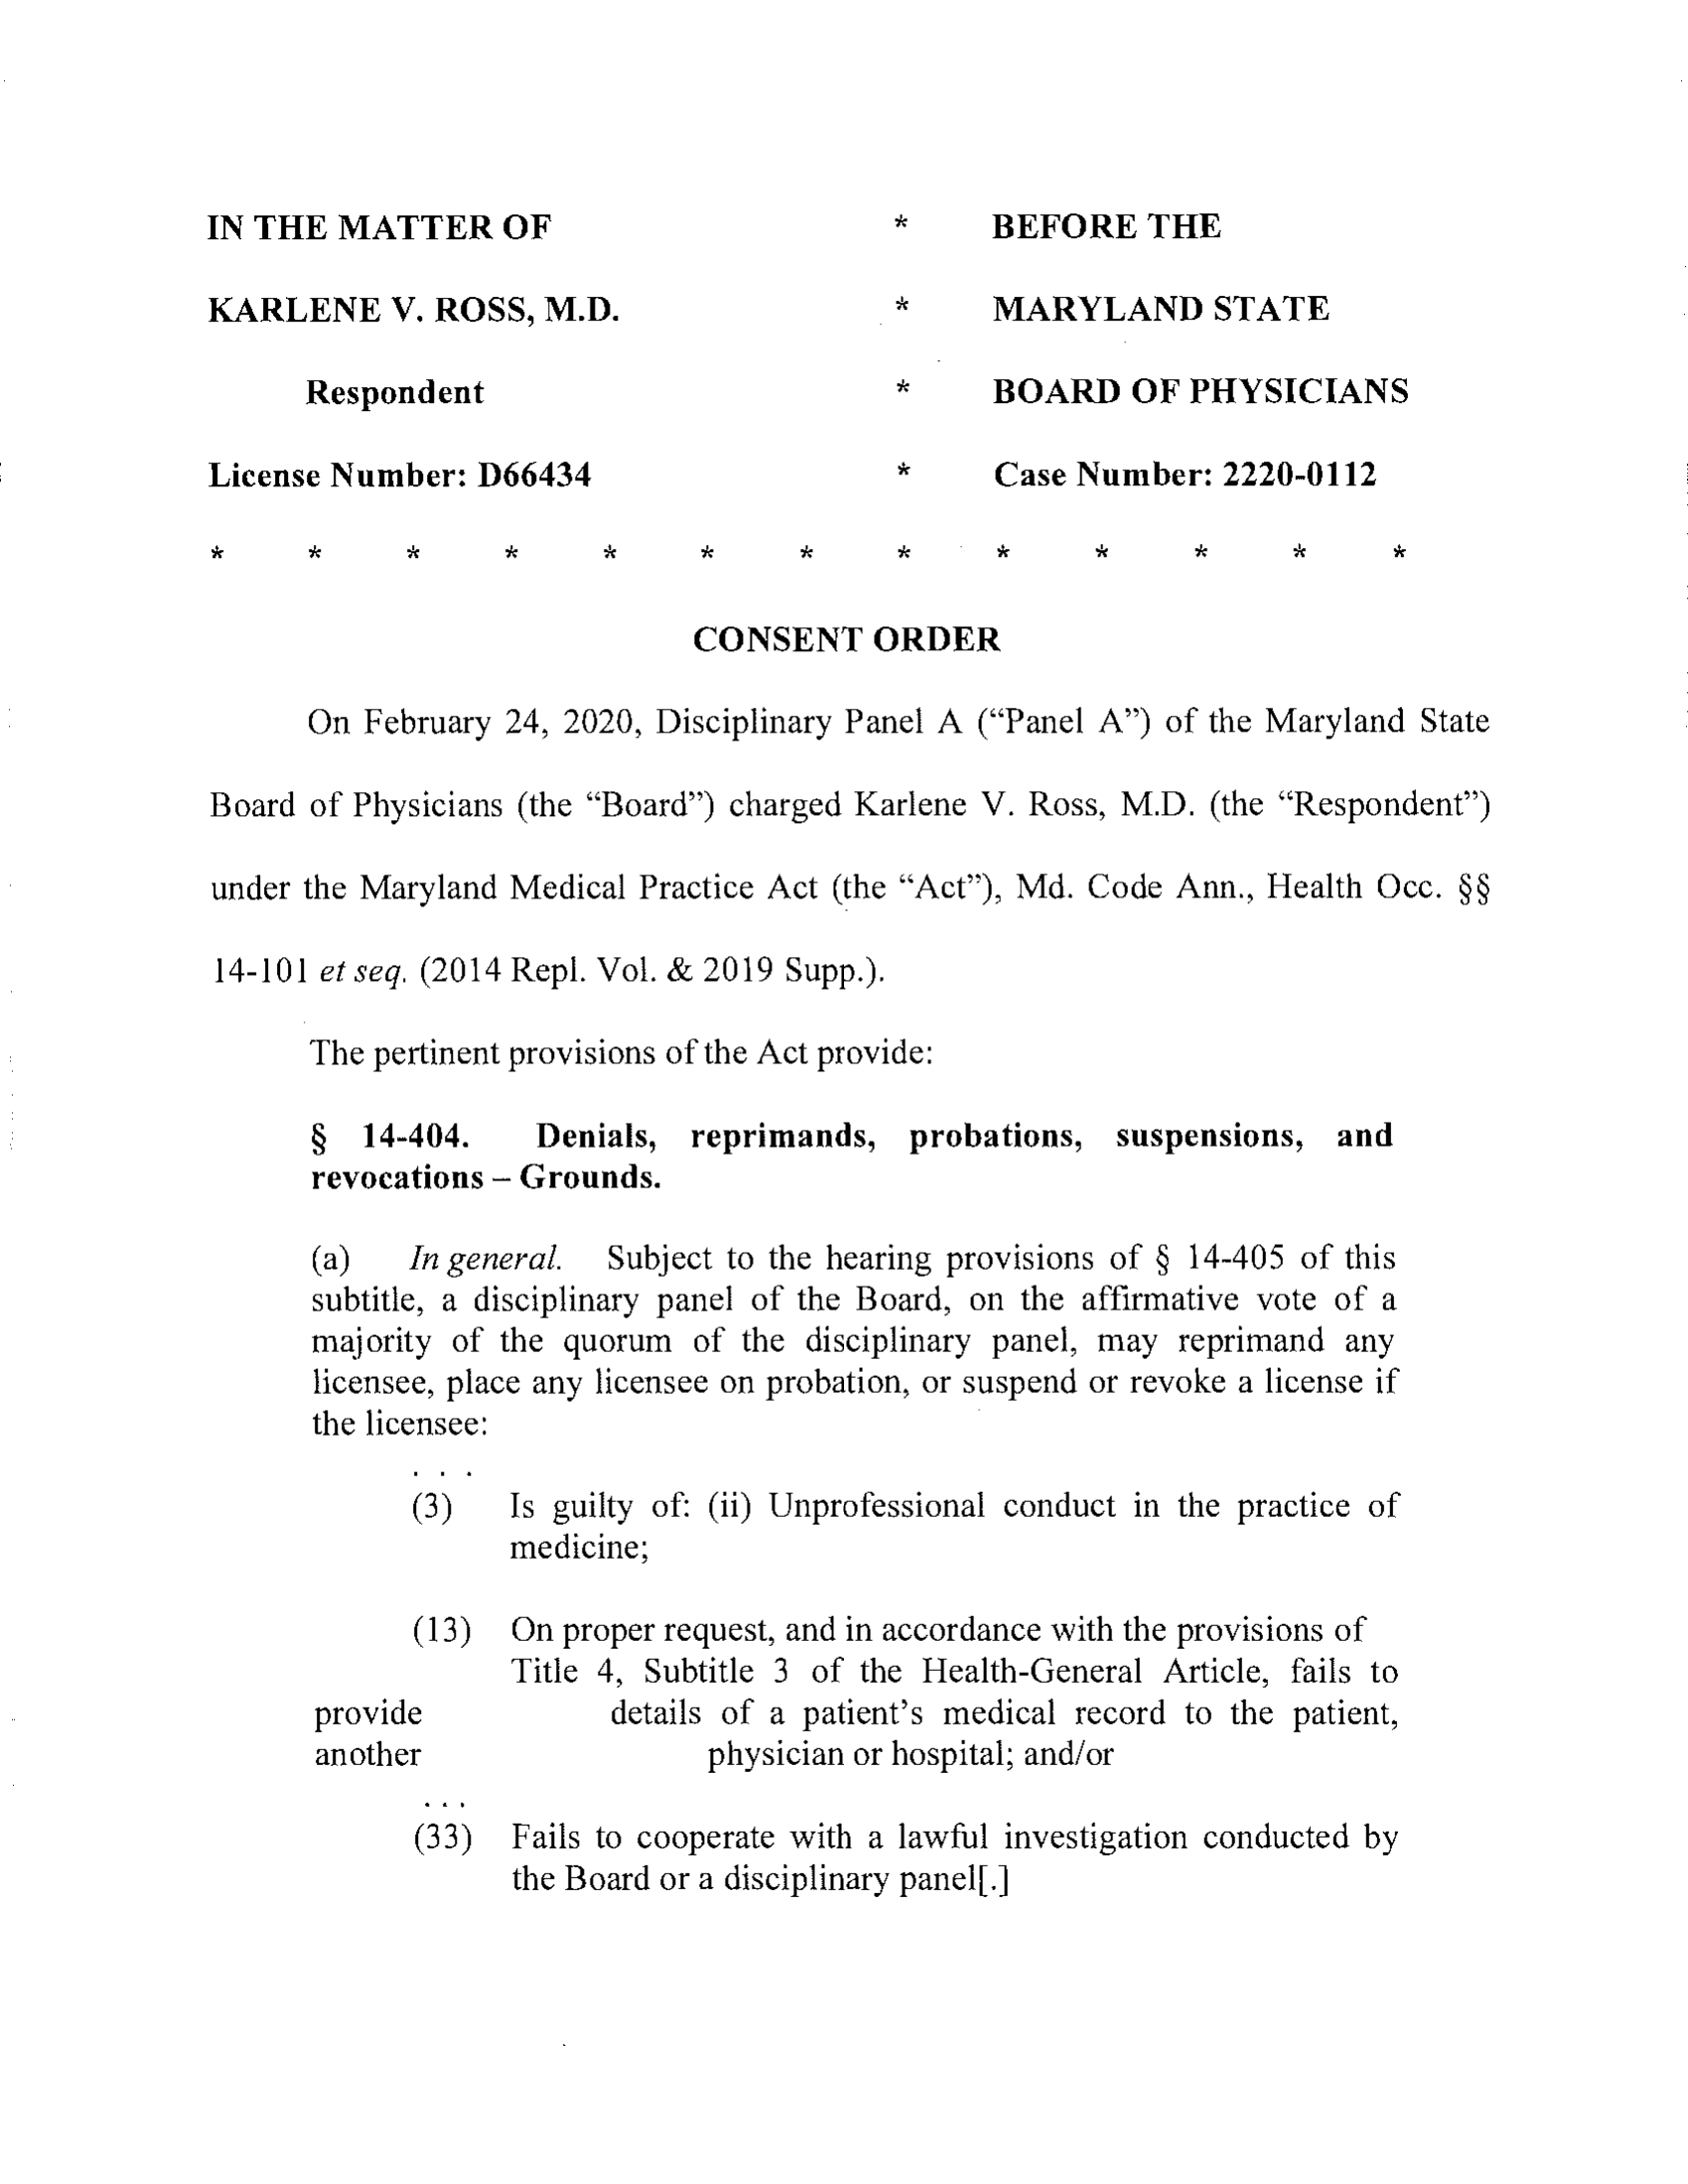 IN THE MATTER OF * BEFORE THE
KARLENE V. ROSS, M.D. * MARYLAND STATE
Respondent * BOARD OF PHYSICIANS
License Number: D66434 * Case Number: 2220-0112
* * * * * * * * * * * * *
CONSENT ORDER
On February 24, 2020, Disciplinary Panel A (“Panel A”) of the Maryland State
Board of Physicians (the “Board”) charged Karlene V. Ross, M.D. (the “Respondent”)
under the Maryland Medical Practice Act (the “Act”), Md. Code Ann., Health Occ. §§
14-101 et seq. (2014 Repl. Vol. & 2019 Supp.).
The pertinent provisions of the Act provide:
§ 14-404. Denials, reprimands, probations, suspensions, and
revocations – Grounds.
(a) In general. Subject to the hearing provisions of § 14-405 of this
subtitle, a disciplinary panel of the Board, on the affirmative vote of a
majority of the quorum of the disciplinary panel, may reprimand any
licensee, place any licensee on probation, or suspend or revoke a license if
the licensee:
. . .
(3) Is guilty of: (ii) Unprofessional conduct in the practice of
medicine;
(13) On proper request, and in accordance with the provisions of
Title 4, Subtitle 3 of the Health-General Article, fails to
provide details of a patient’s medical record to the patient,
another physician or hospital; and/or
. . .
(33) Fails to cooperate with a lawful investigation conducted by
the Board or a disciplinary panel[.]